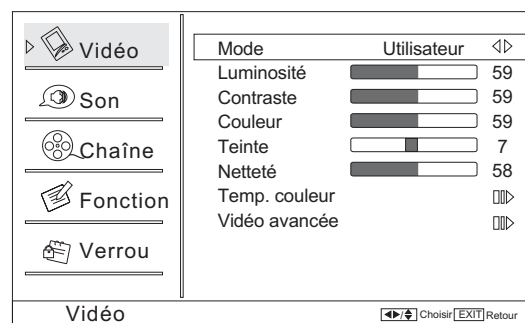 Vidéo
Son
Chaîne
Fonction
Verrou
Mode Utilisateur
Luminosité 59
Contraste 59
Couleur 59
Teinte 7
Netteté 58
Temp. couleur
Vidéo avancée
Vidéo
/ Choisir EXIT Retour